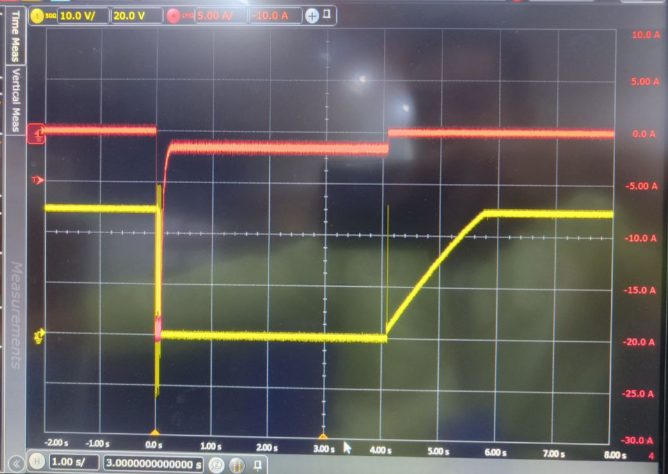 10.0 V/ 20.0 V 5.00 A/ -10.0 A
Time Meas
Vertical Meas
Measurements
10.0 A
5.00 A
0.0 A
-5.00 A
-10.0 A
-15.0 A
-20.0 A
-25.0 A
-30.0 A
T
-2.00 s -1.00 s 0.0 s 1.00 s 2.00 s 3.00 s 4.00 s 5.00 s 6.00 s 7.00 s 8.00 s 4
H 1.00 s/ 3.0000000000000 s